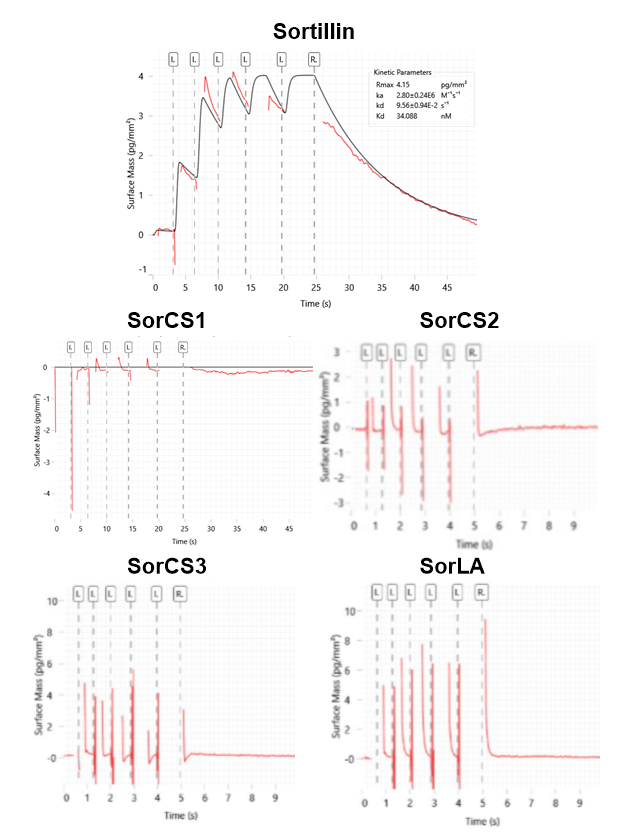 Sortillin
I. I. I. I. I. R.
Kinetic Parameters
Rmax 4.15 pg/mm²
ka 2.80±0.24E6 M⁻¹s⁻¹
kd 9.56±0.94E-2 s⁻¹
Kd 34.088 nM
Surface Mass (pg/mm²)
4
3
2
1
0
-1
0 5 10 15 20 25 30 35 40 45
Time (s)
SorCS1
I. I. I. I. I. R.
Surface Mass (pg/mm²)
0
-1
-2
-3
-4
0 5 10 15 20 25 30 35 40 45
Time (s)
SorCS2
I. I. I. I. I. R.
Surface Mass (pg/mm²)
3
2
1
0
-1
-2
-3
0 1 2 3 4 5 6 7 8 9
Time (s)
SorCS3
I. I. I. I. I. R.
Surface Mass (pg/mm²)
10
8
6
4
2
-0
0 1 2 3 4 5 6 7 8 9
Time (s)
SorLA
I. I. I. I. I. R.
Surface Mass (pg/mm²)
10
8
6
4
2
-0
0 1 2 3 4 5 6 7 8 9
Time (s)